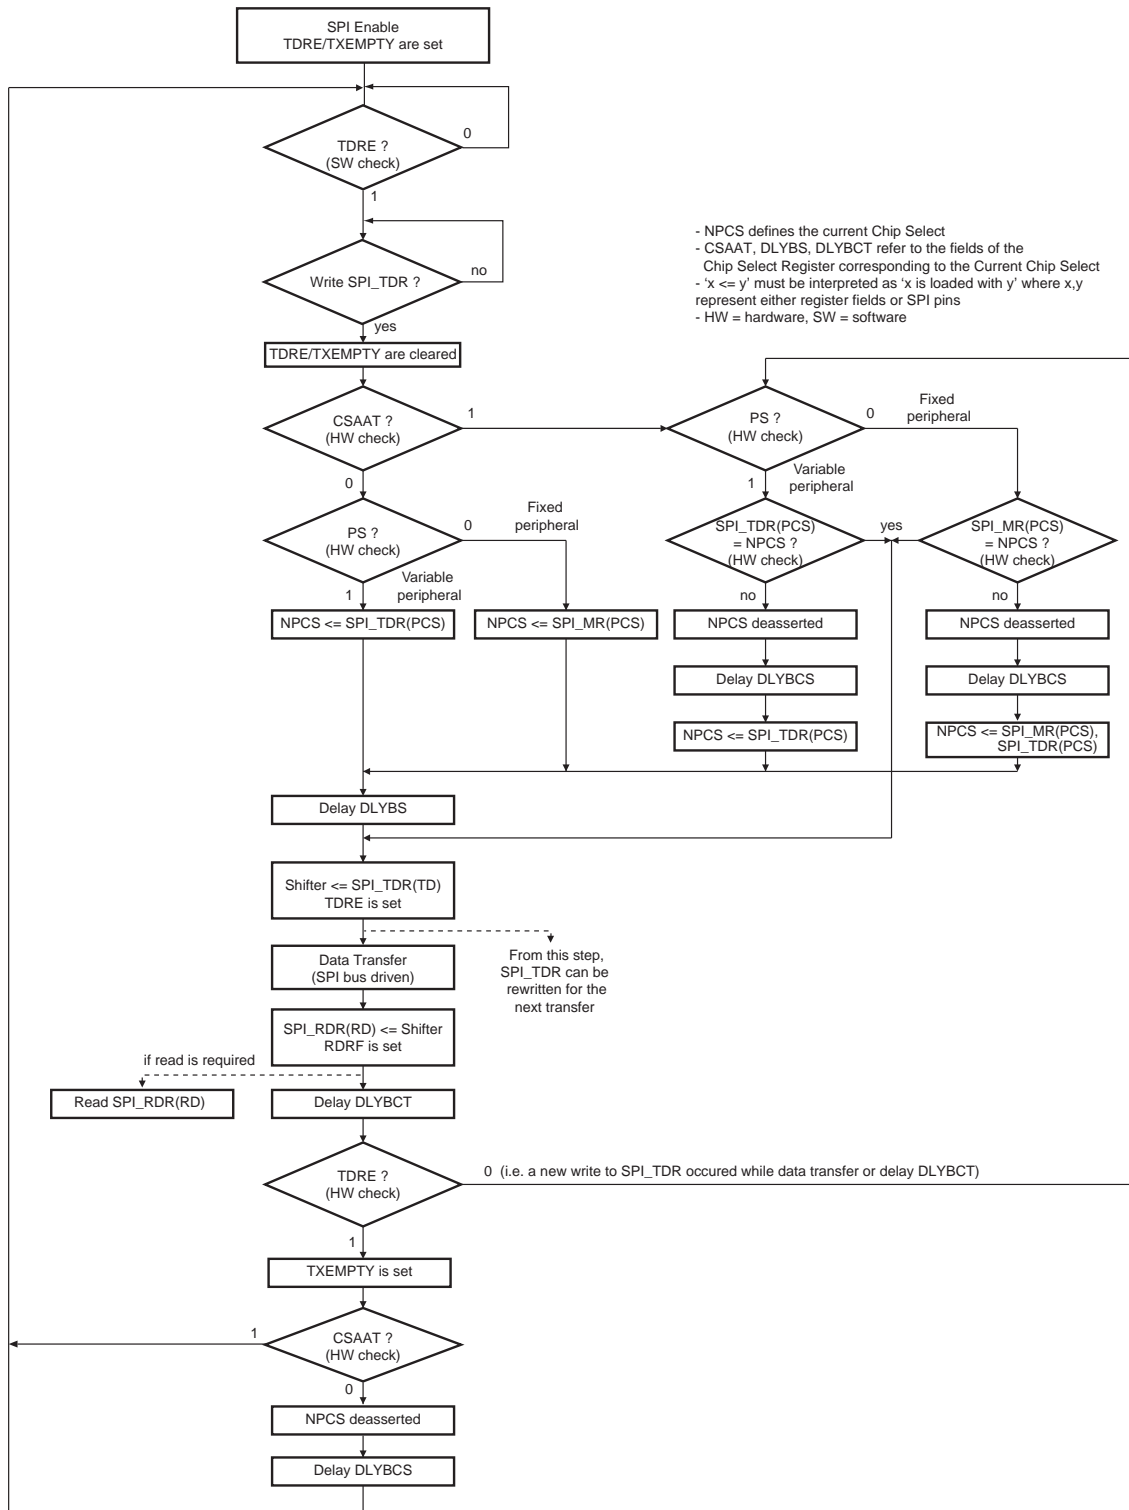 SPI Enable
TDRE/TXEMPTY are set
TDRE ?
(SW check)
0
1
Write SPI_TDR ?
no
yes
- NPCS defines the current Chip Select
- CSAAT, DLYBS, DLYBCT refer to the fields of the
Chip Select Register corresponding to the Current Chip Select
- ‘x <= y’ must be interpreted as ‘x is loaded with y’ where x,y
represent either register fields or SPI pins
- HW = hardware, SW = software
TDRE/TXEMPTY are cleared
CSAAT ?
(HW check)
1
0
PS ?
(HW check)
0
Fixed
peripheral
1
Variable
peripheral
PS ?
(HW check)
0
Fixed
peripheral
1
Variable
peripheral
SPI_TDR(PCS)
= NPCS ?
(HW check)
yes
no
SPI_MR(PCS)
= NPCS ?
(HW check)
no
NPCS <= SPI_TDR(PCS)
NPCS <= SPI_MR(PCS)
NPCS deasserted
NPCS deasserted
Delay DLYBCS
Delay DLYBCS
NPCS <= SPI_TDR(PCS)
NPCS <= SPI_MR(PCS),
SPI_TDR(PCS)
Delay DLYBS
Shifter <= SPI_TDR(TD)
TDRE is set
Data Transfer
(SPI bus driven)
From this step,
SPI_TDR can be
rewritten for the
next transfer
SPI_RDR(RD) <= Shifter
RDRF is set
if read is required
Read SPI_RDR(RD)
Delay DLYBCT
TDRE ?
(HW check)
0 (i.e. a new write to SPI_TDR occured while data transfer or delay DLYBCT)
1
TXEMPTY is set
CSAAT ?
(HW check)
1
0
NPCS deasserted
Delay DLYBCS